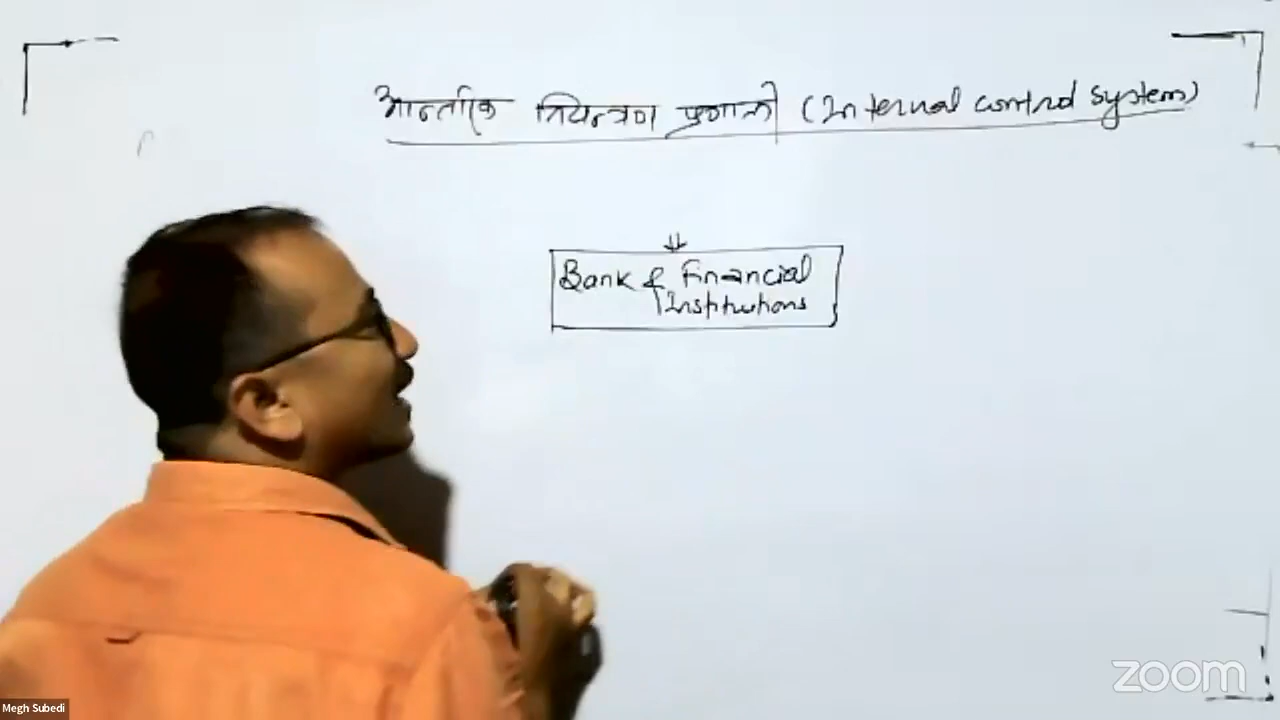 आन्तरिक नियन्त्रण प्रणाली (Internal control system)
Bank & Financial
Institutions
zoom
Megh Subedi